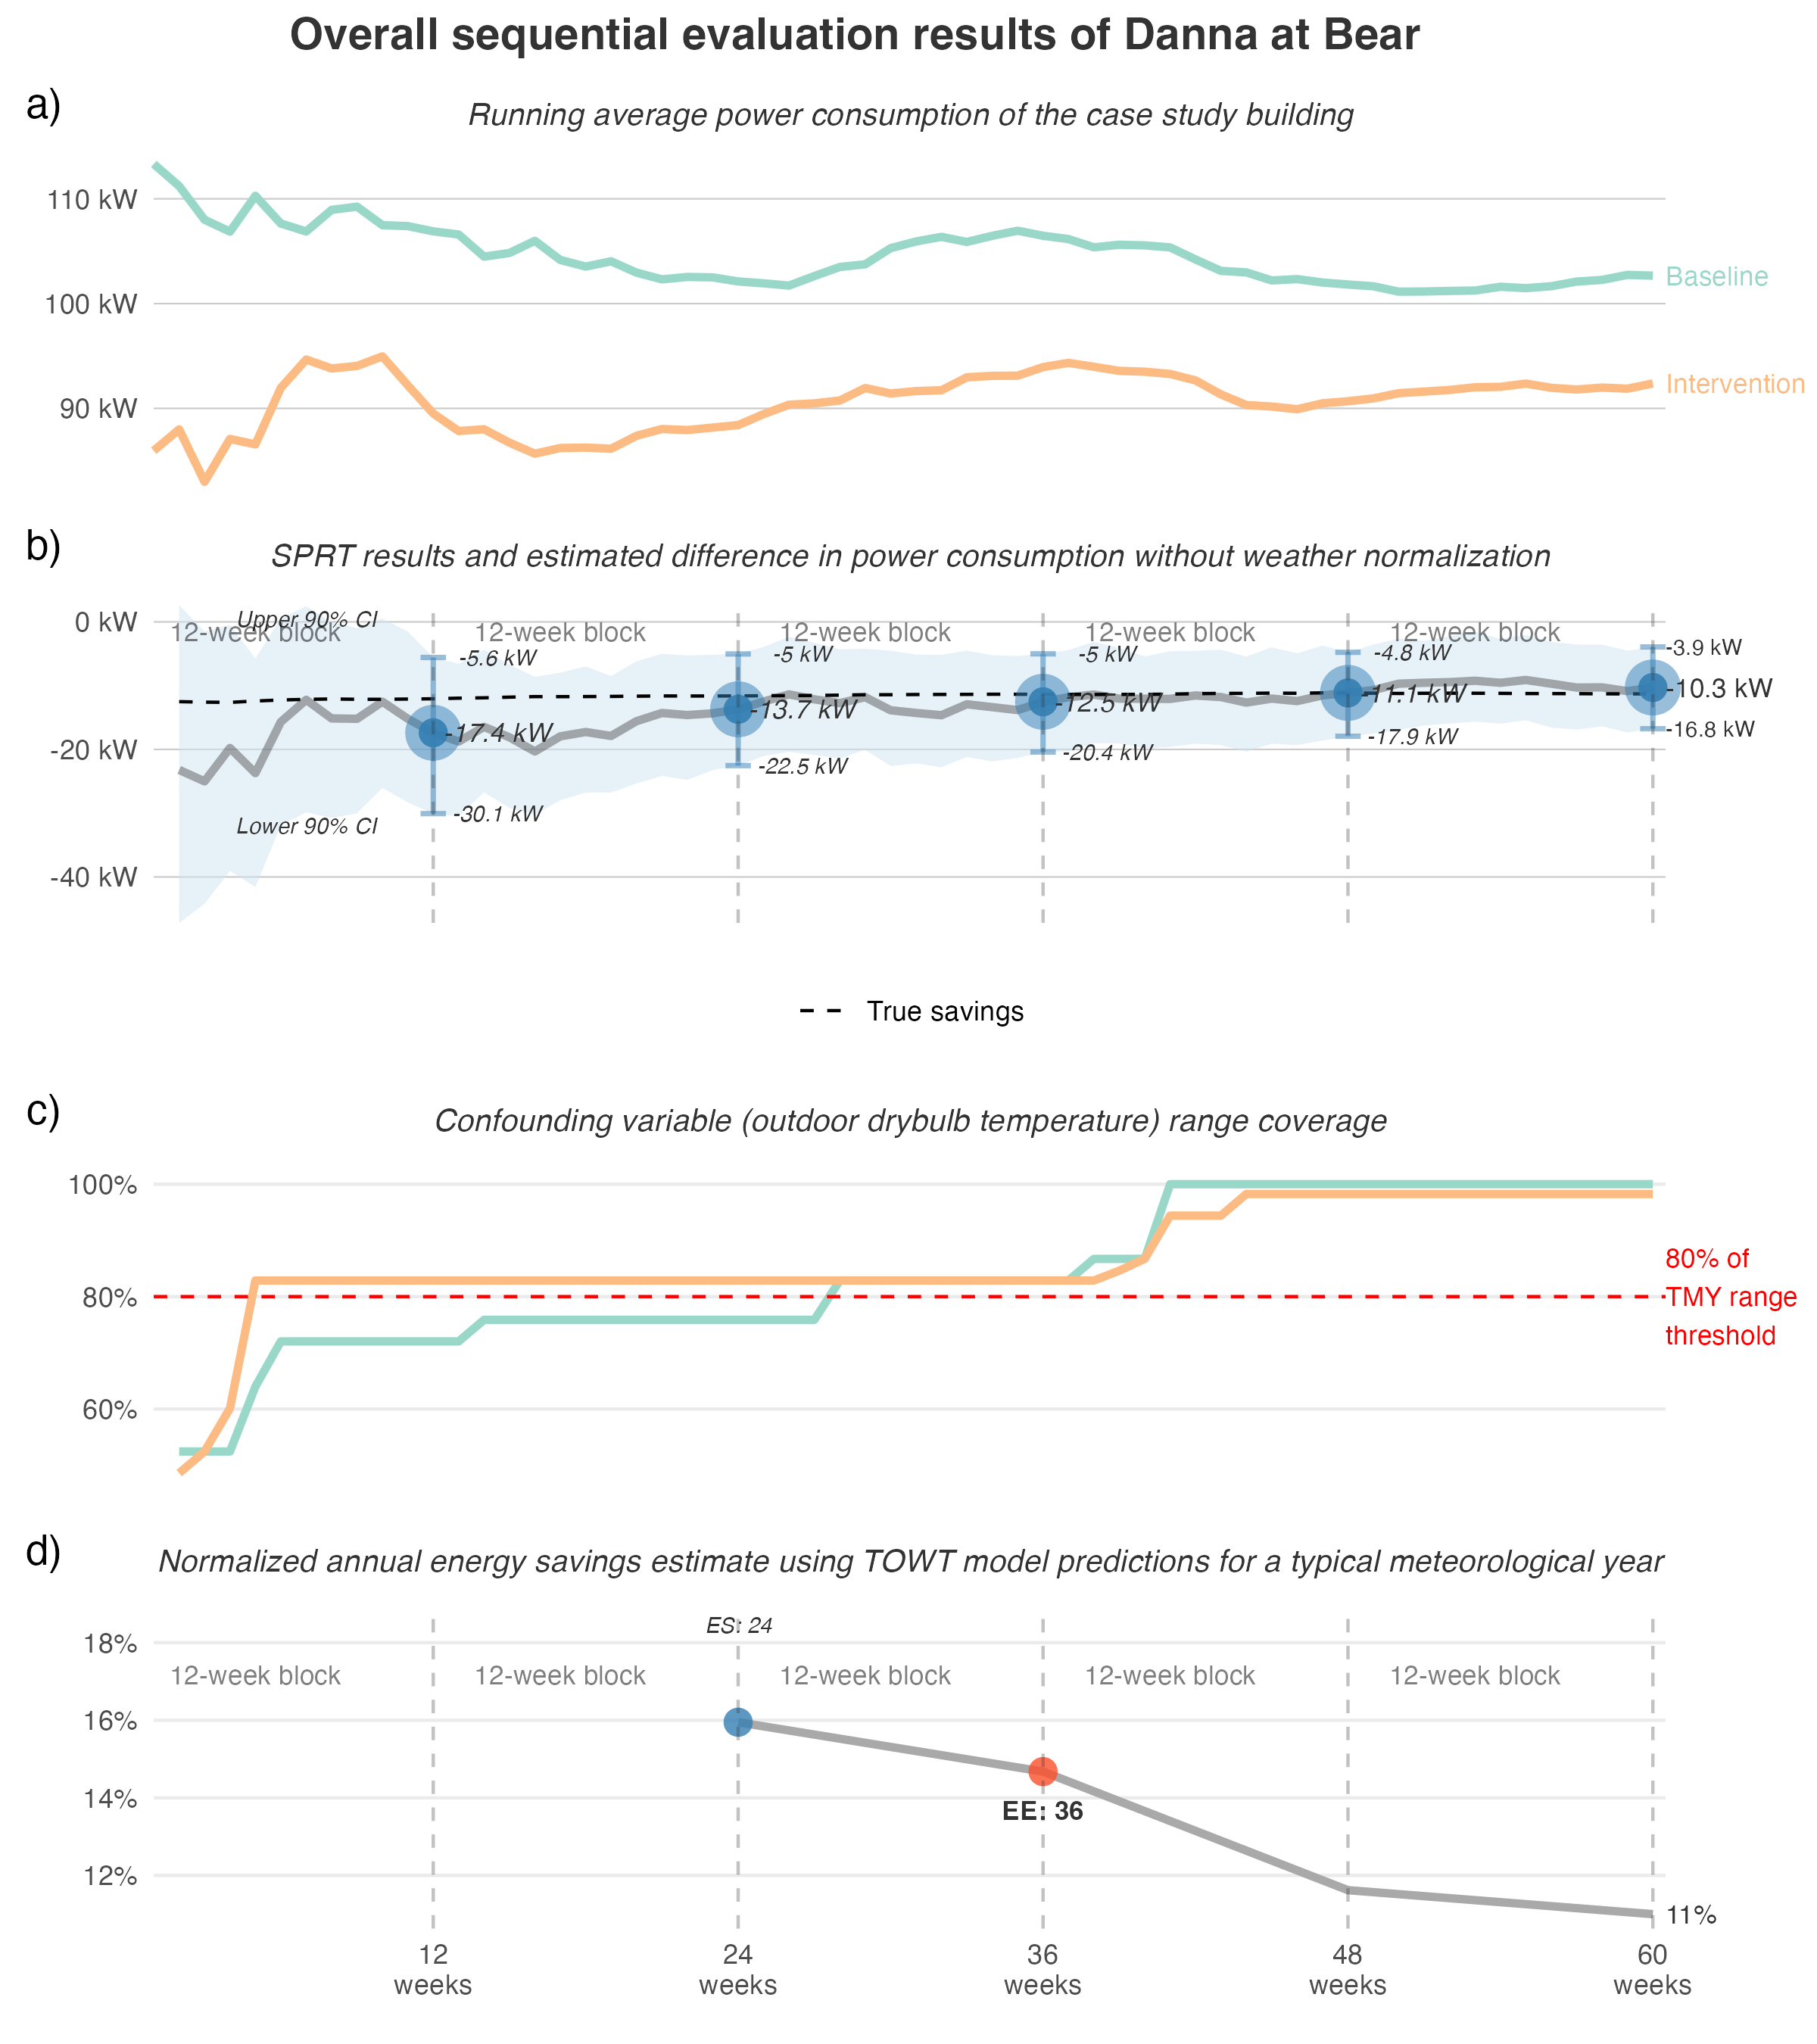 Overall sequential evaluation results of Danna at Bear
a)
Running average power consumption of the case study building
110 kW
100 kW
90 kW
Baseline
Intervention
b)
SPRT results and estimated difference in power consumption without weather normalization
0 kW
-20 kW
-40 kW
Upper 90% CI
12-week block
12-week block
12-week block
12-week block
12-week block
-5.6 kW
-5 kW
-5 kW
-4.8 kW
-3.9 kW
-17.4 kW
-13.7 kW
-12.5 kW
-11.1 kW
-10.3 kW
-30.1 kW
-22.5 kW
-20.4 kW
-17.9 kW
-16.8 kW
Lower 90% CI
True savings
c)
Confounding variable (outdoor drybulb temperature) range coverage
100%
80%
60%
80% of
TMY range
threshold
d)
Normalized annual energy savings estimate using TOWT model predictions for a typical meteorological year
ES: 24
18%
16%
14%
12%
12-week block
12-week block
12-week block
12-week block
12-week block
EE: 36
11%
12
weeks
24
weeks
36
weeks
48
weeks
60
weeks